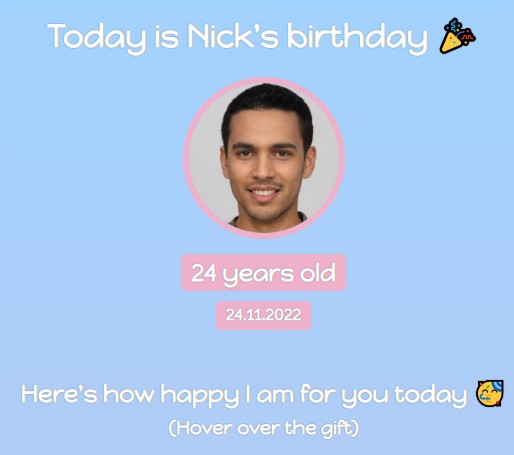 Today is Nick's birthday 🎉
24 years old
24.11.2022
Here's how happy I am for you today 🥳
(Hover over the gift)